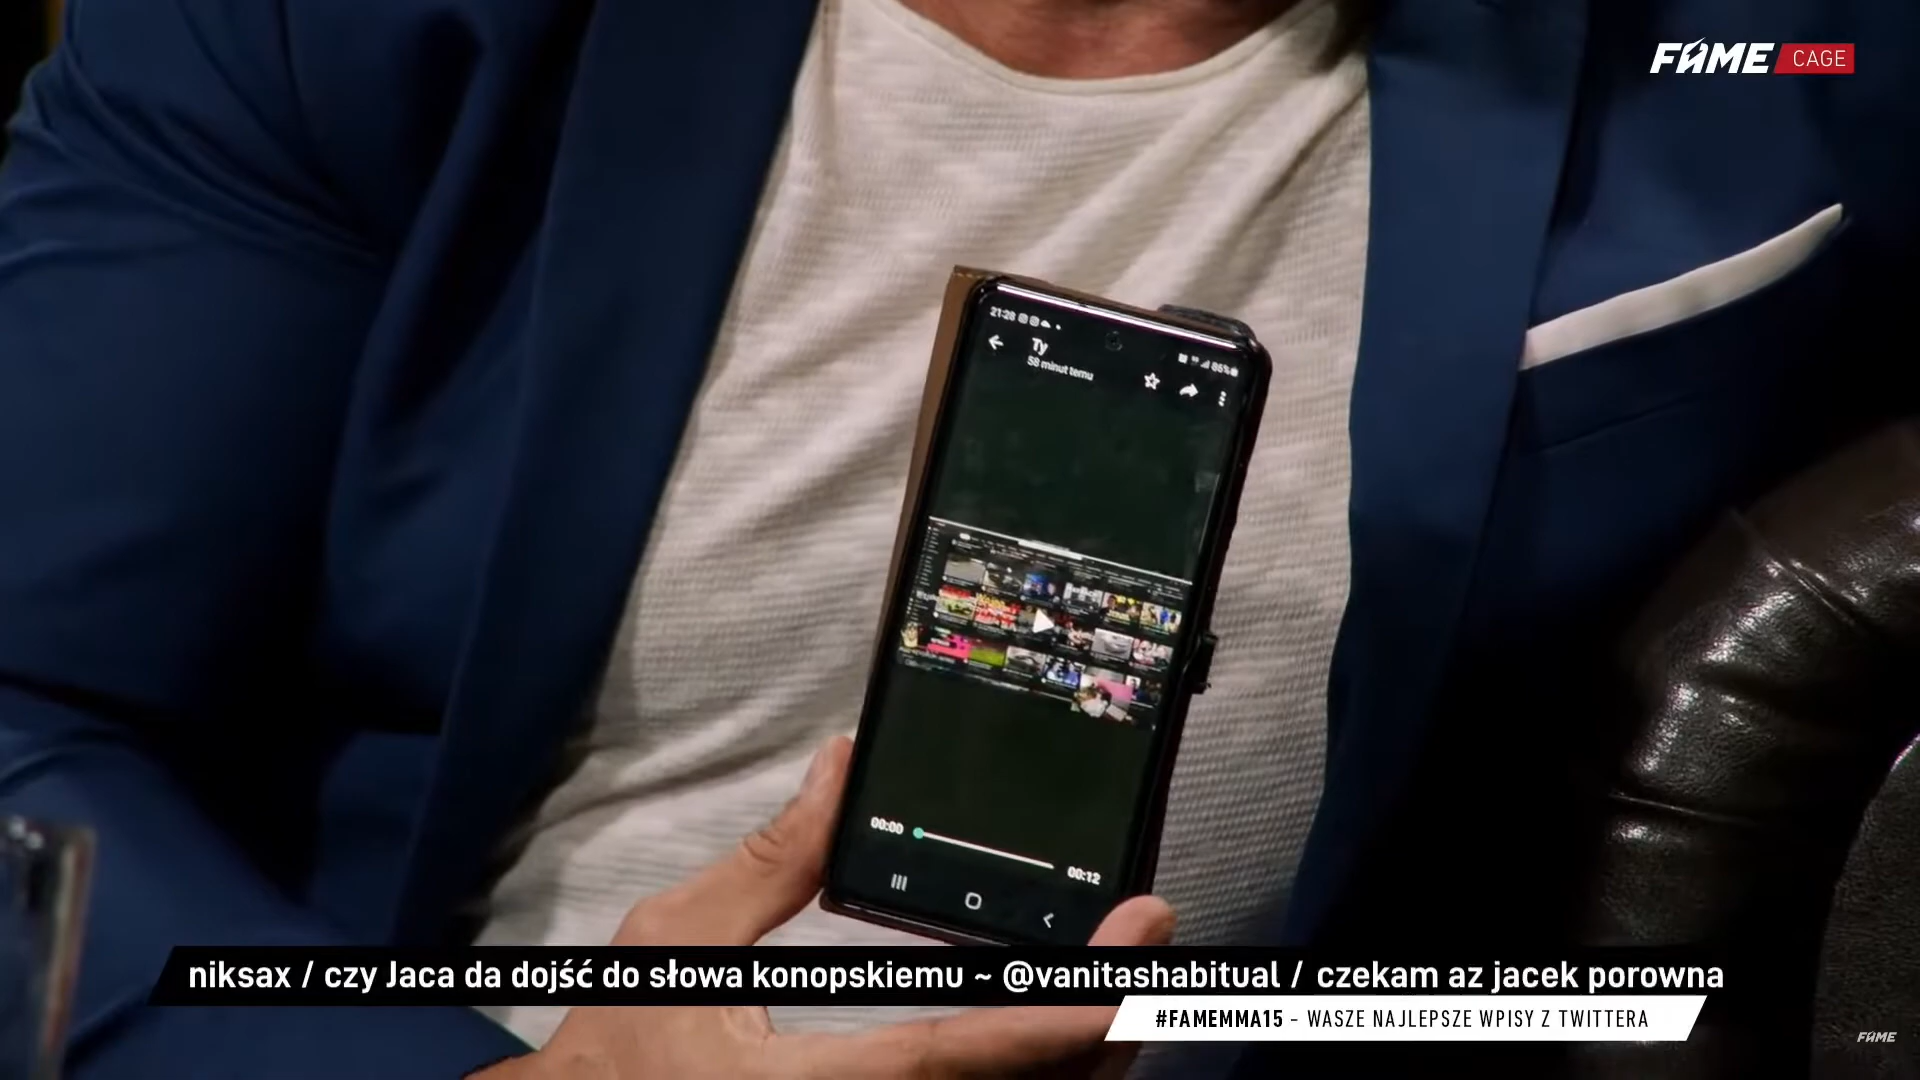 FAME CAGE
21:28
85%
Ty
58 minut temu
00:00
00:12
niksax / czy Jaca da dojść do słowa konopskiemu ~ @vanitashabitual / czekam az jacek porowna
#FAMEMMA15 - WASZE NAJLEPSZE WPISY Z TWITTERA
FAME